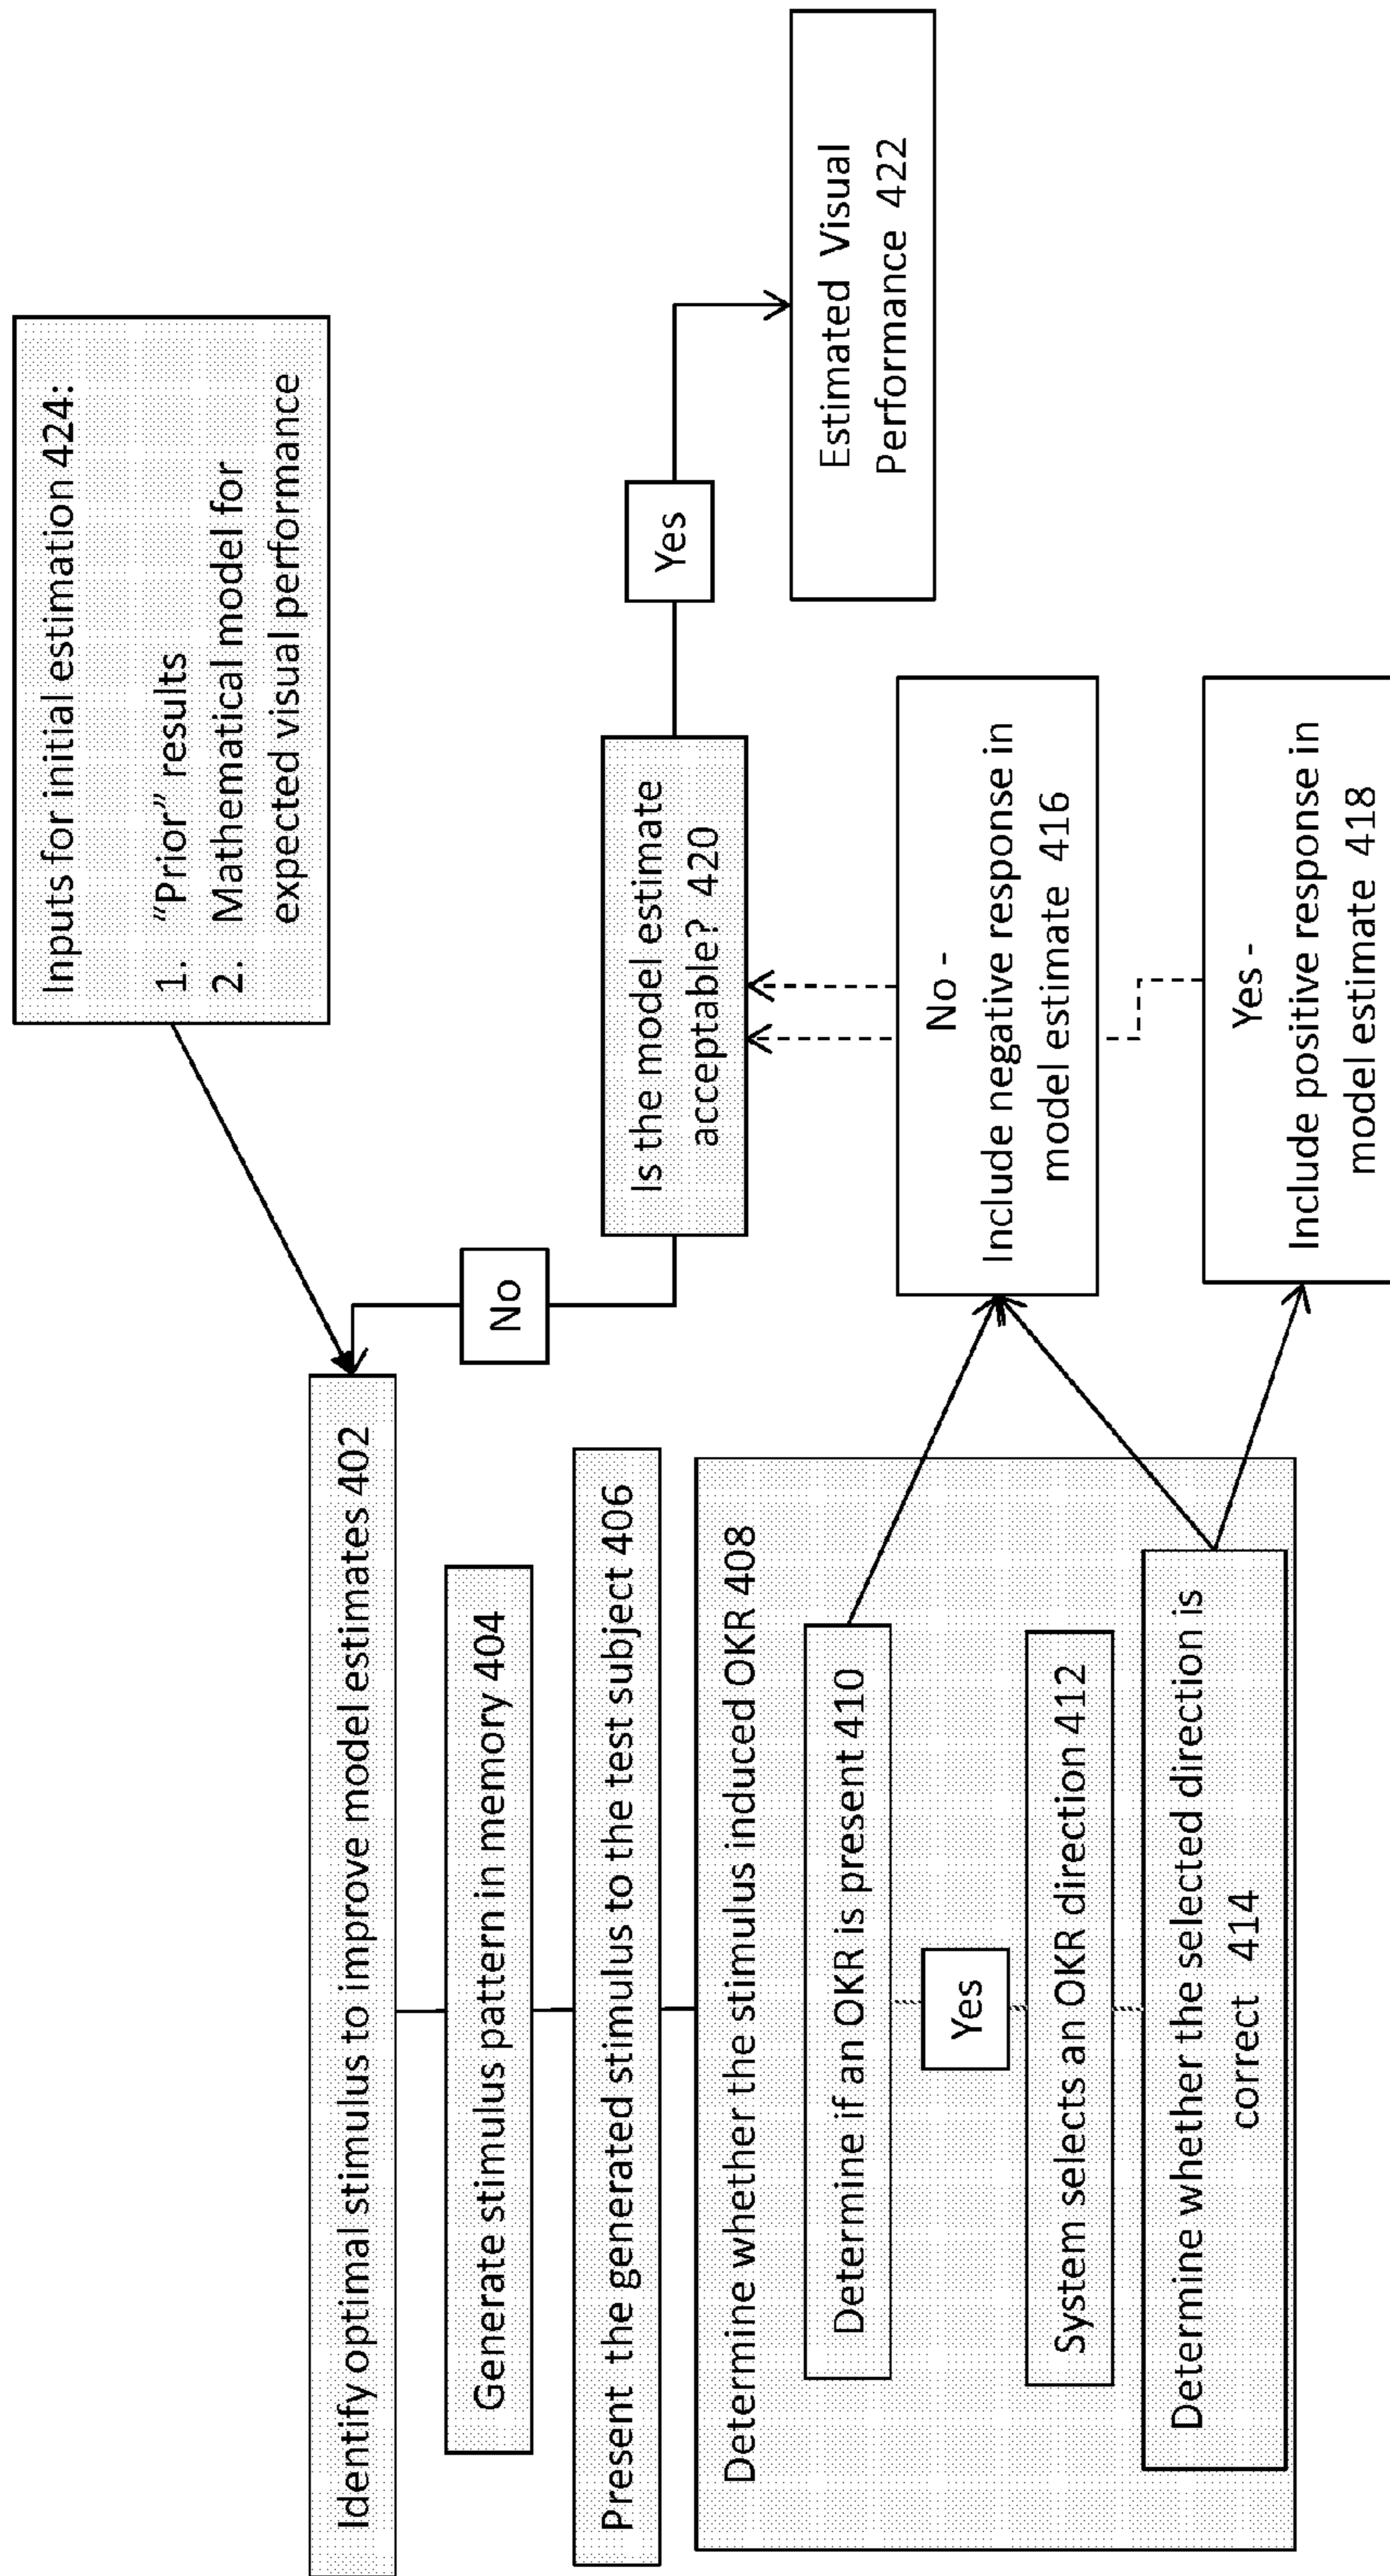 Inputs for initial estimation 424:
1. "Prior" results
2. Mathematical model for
expected visual performance
Identify optimal stimulus to improve model estimates 402
Generate stimulus pattern in memory 404
Present the generated stimulus to the test subject 406
Determine whether the stimulus induced OKR 408
Determine if an OKR is present 410
Yes
System selects an OKR direction 412
Determine whether the selected direction is
correct 414
No
Is the model estimate
acceptable? 420
Yes
Estimated Visual
Performance 422
No -
Include negative response in
model estimate 416
Yes -
Include positive response in
model estimate 418